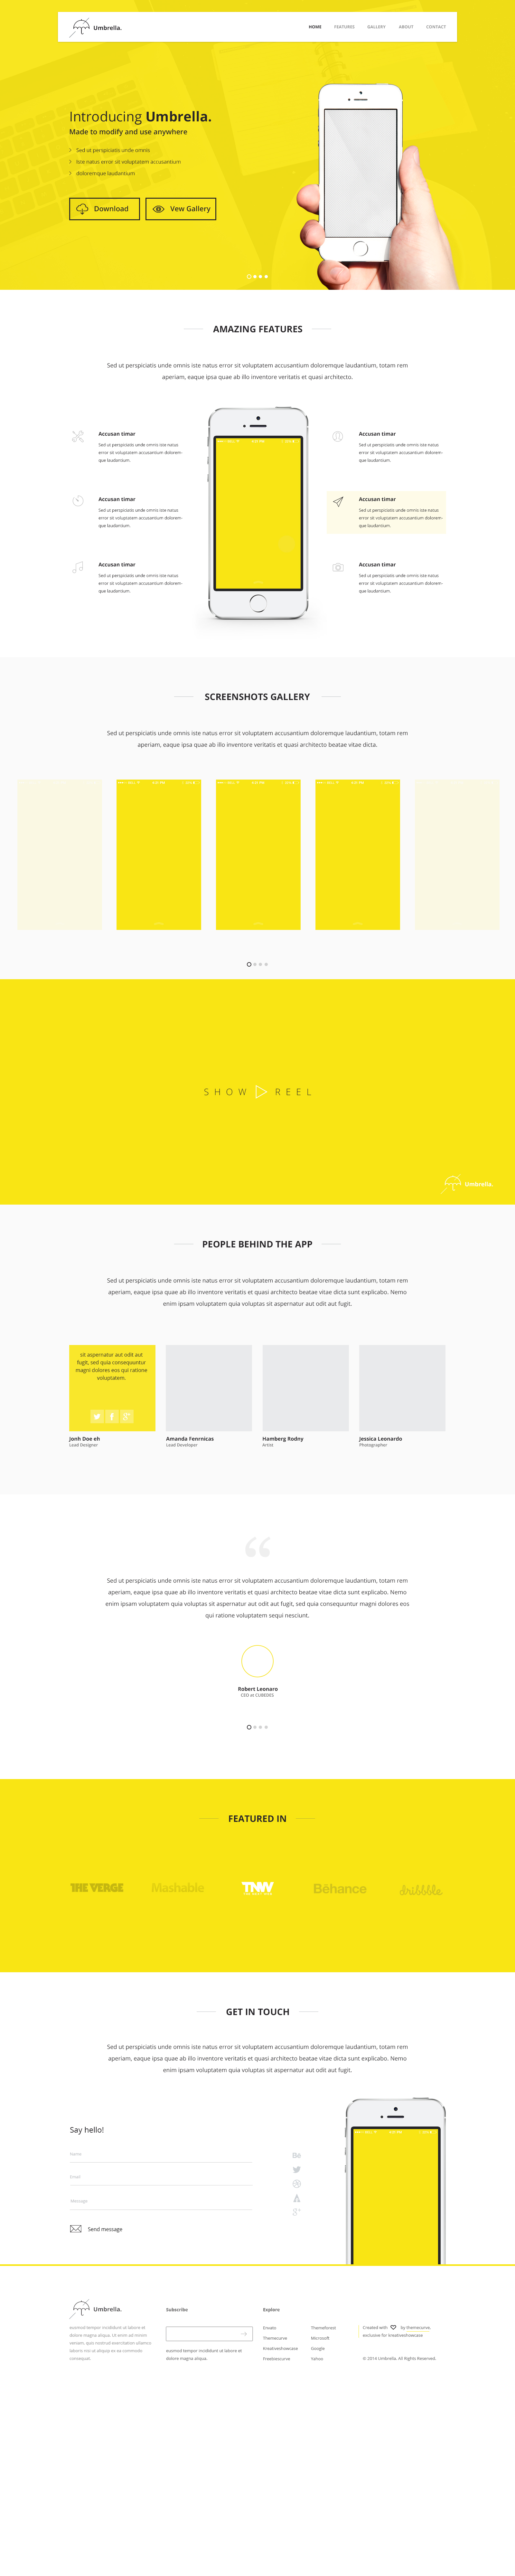 Umbrella.
HOME FEATURES GALLERY ABOUT CONTACT
Introducing Umbrella.
Made to modify and use anywhere
Sed ut perspiciatis unde omnis
Iste natus error sit voluptatem accusantium
doloremque laudantium
Download
Vew Gallery
AMAZING FEATURES
Sed ut perspiciatis unde omnis iste natus error sit voluptatem accusantium doloremque laudantium, totam rem
aperiam, eaque ipsa quae ab illo inventore veritatis et quasi architecto.
Accusan timar
Sed ut perspiciatis unde omnis iste natus
error sit voluptatem accusantium dolorem-
que laudantium.
Accusan timar
Sed ut perspiciatis unde omnis iste natus
error sit voluptatem accusantium dolorem-
que laudantium.
Accusan timar
Sed ut perspiciatis unde omnis iste natus
error sit voluptatem accusantium dolorem-
que laudantium.
Accusan timar
Sed ut perspiciatis unde omnis iste natus
error sit voluptatem accusantium dolorem-
que laudantium.
Accusan timar
Sed ut perspiciatis unde omnis iste natus
error sit voluptatem accusantium dolorem-
que laudantium.
Accusan timar
Sed ut perspiciatis unde omnis iste natus
error sit voluptatem accusantium dolorem-
que laudantium.
SCREENSHOTS GALLERY
Sed ut perspiciatis unde omnis iste natus error sit voluptatem accusantium doloremque laudantium, totam rem
aperiam, eaque ipsa quae ab illo inventore veritatis et quasi architecto beatae vitae dicta.
SHOW REEL
Umbrella.
PEOPLE BEHIND THE APP
Sed ut perspiciatis unde omnis iste natus error sit voluptatem accusantium doloremque laudantium, totam rem
aperiam, eaque ipsa quae ab illo inventore veritatis et quasi architecto beatae vitae dicta sunt explicabo. Nemo
enim ipsam voluptatem quia voluptas sit aspernatur aut odit aut fugit.
sit aspernatur aut odit aut
fugit, sed quia consequuntur
magni dolores eos qui ratione
voluptatem.
Jonh Doe eh
Lead Designer
Amanda Fenrnicas
Lead Developer
Hamberg Rodny
Artist
Jessica Leonardo
Photographer
“
Sed ut perspiciatis unde omnis iste natus error sit voluptatem accusantium doloremque laudantium, totam rem
aperiam, eaque ipsa quae ab illo inventore veritatis et quasi architecto beatae vitae dicta sunt explicabo. Nemo
enim ipsam voluptatem quia voluptas sit aspernatur aut odit aut fugit, sed quia consequuntur magni dolores eos
qui ratione voluptatem sequi nesciunt.
Robert Leonaro
CEO at CUBEDES
FEATURED IN
THE VERGE
Mashable
TNW
Bēhance
dribbble
GET IN TOUCH
Sed ut perspiciatis unde omnis iste natus error sit voluptatem accusantium doloremque laudantium, totam rem
aperiam, eaque ipsa quae ab illo inventore veritatis et quasi architecto beatae vitae dicta sunt explicabo. Nemo
enim ipsam voluptatem quia voluptas sit aspernatur aut odit aut fugit.
Say hello!
Name
Email
Message
Send message
Umbrella.
eusmod tempor incididunt ut labore et
dolore magna aliqua. Ut enim ad minim
veniam, quis nostrud exercitation ullamco
laboris nisi ut aliquip ex ea commodo
consequat.
Subscribe
eusmod tempor incididunt ut labore et
dolore magna aliqua.
Explore
Envato
Themecurve
Kreativeshowcase
Freebiescurve
Themeforest
Microsoft
Google
Yahoo
Created with by themecurve,
exclusive for kreativeshowcase
© 2014 Umbrella. All Rights Reserved.